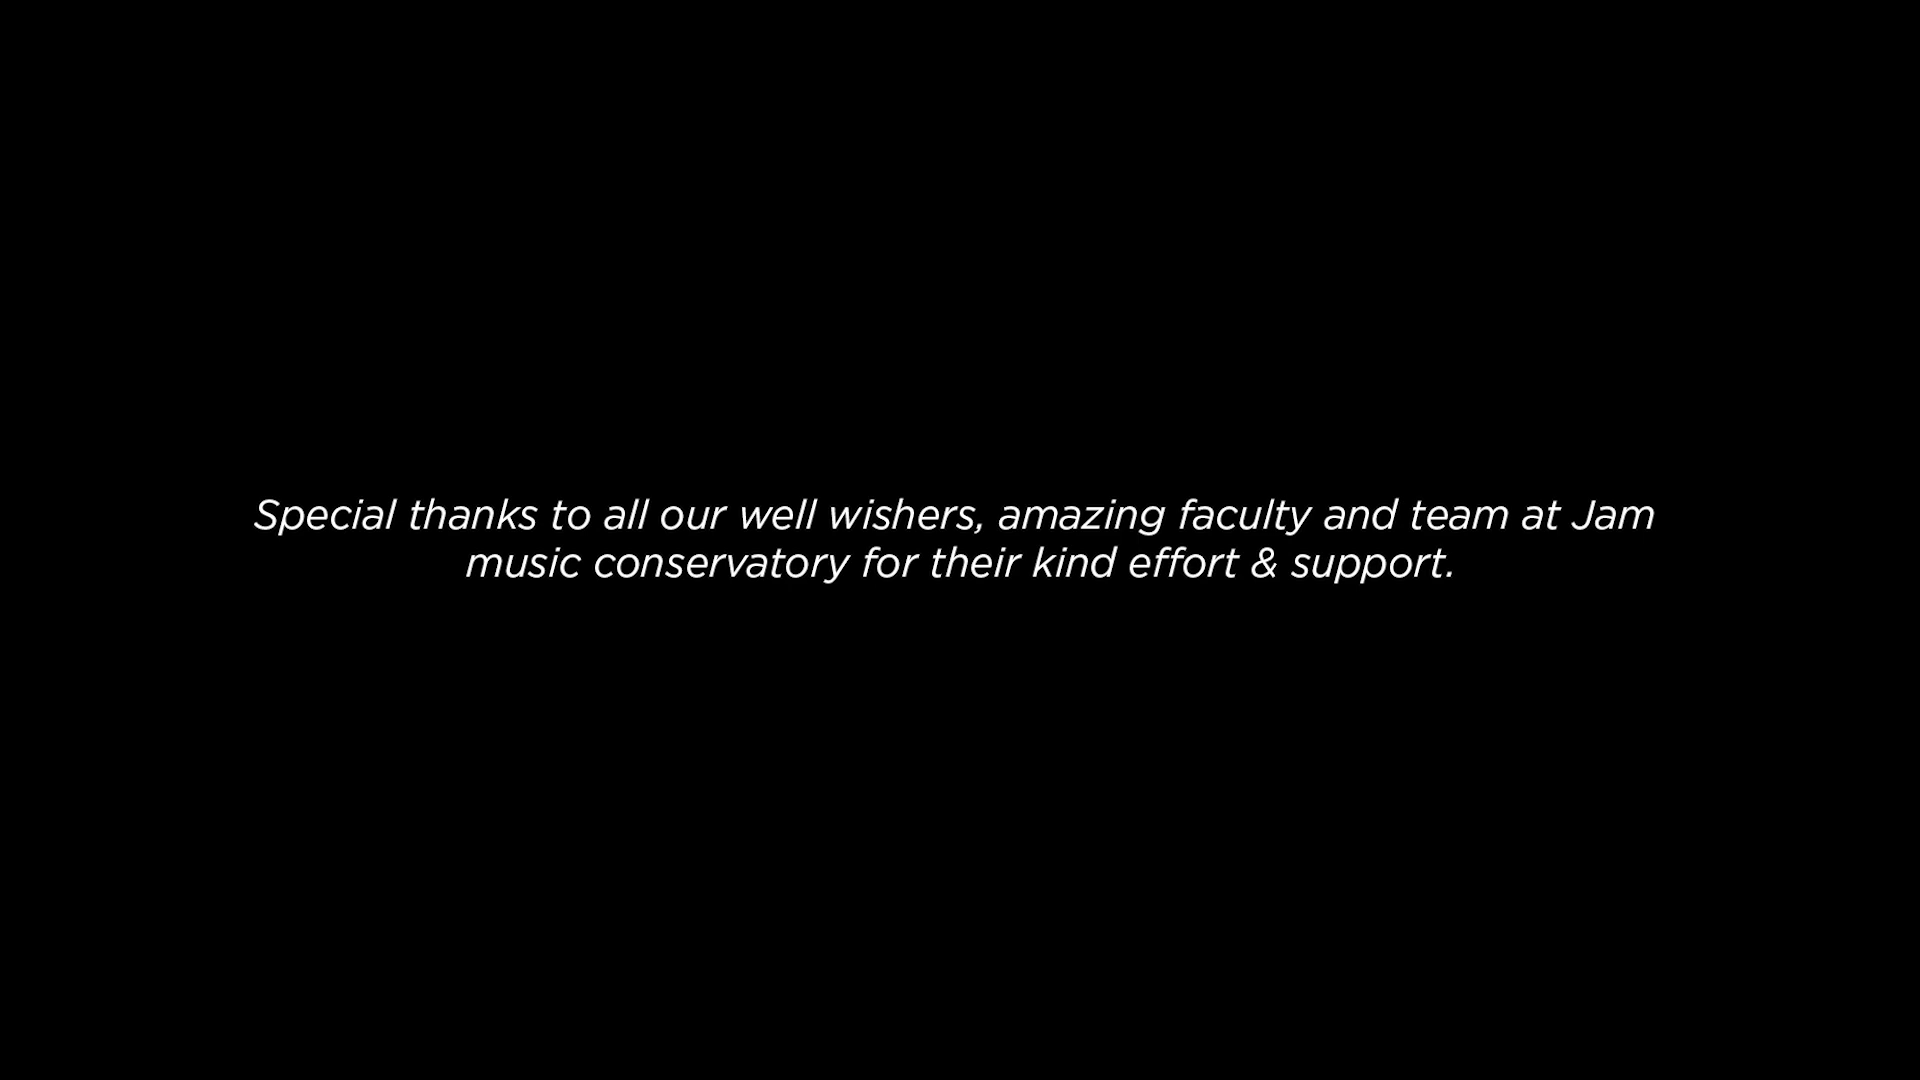 Special thanks to all our well wishers, amazing faculty and team at Jam
music conservatory for their kind effort & support.